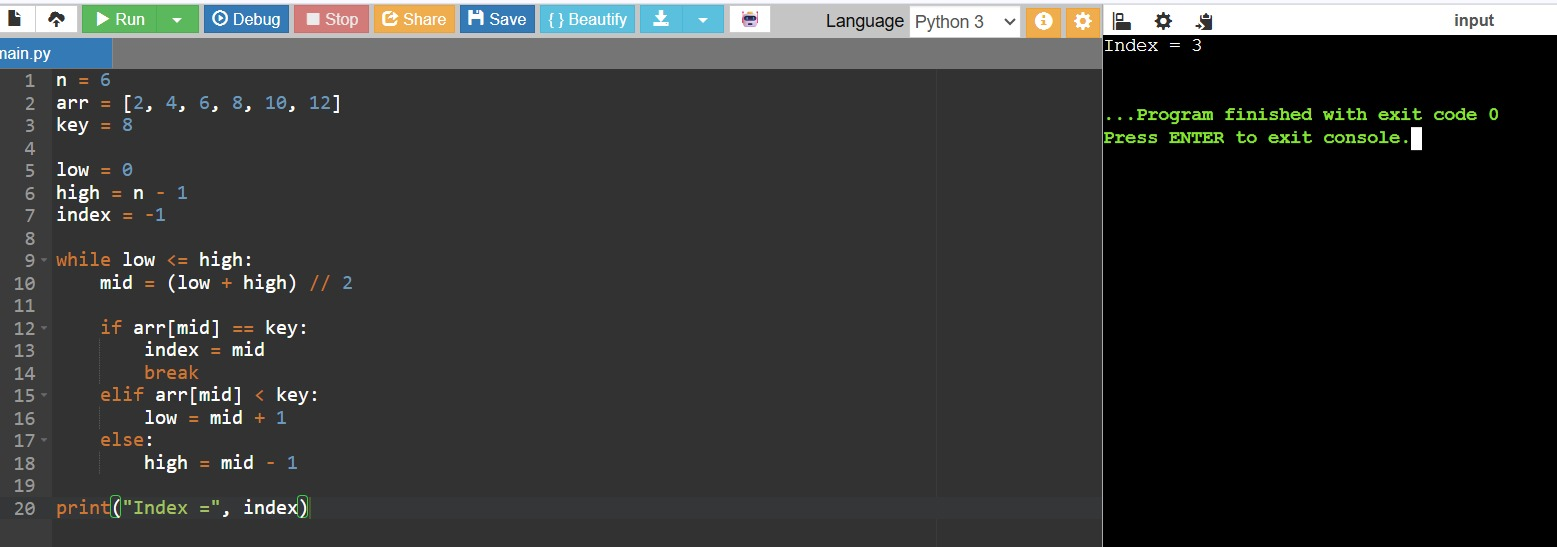 Run Debug Stop Share Save { } Beautify Language Python 3 input
main.py
1 n = 6
2 arr = [2, 4, 6, 8, 10, 12]
3 key = 8
4
5 low = 0
6 high = n - 1
7 index = -1
8
9 while low <= high:
10     mid = (low + high) // 2
11
12     if arr[mid] == key:
13         index = mid
14         break
15     elif arr[mid] < key:
16         low = mid + 1
17     else:
18         high = mid - 1
19
20 print("Index =", index)
Index = 3
...Program finished with exit code 0
Press ENTER to exit console.